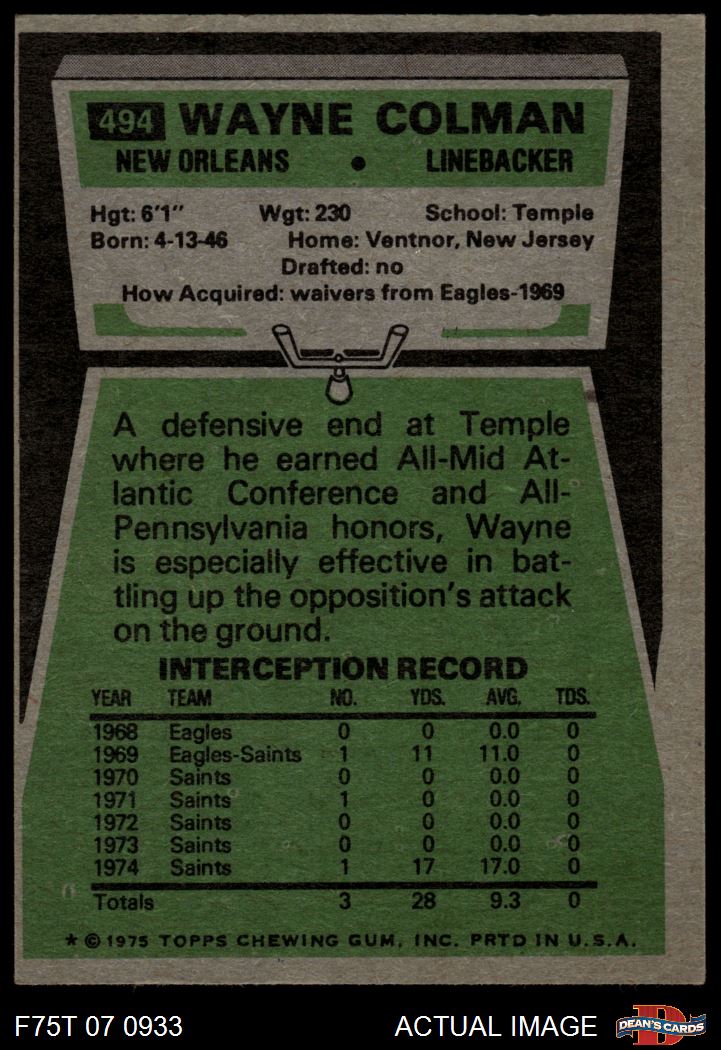 494 WAYNE COLMAN
NEW ORLEANS • LINEBACKER
Hgt: 6'1" Wgt: 230 School: Temple
Born: 4-13-46 Home: Ventnor, New Jersey
Drafted: no
How Acquired: waivers from Eagles-1969
A defensive end at Temple
where he earned All-Mid At-
lantic Conference and All-
Pennsylvania honors, Wayne
is especially effective in bat-
tling up the opposition's attack
on the ground.
INTERCEPTION RECORD
YEAR TEAM NO. YDS. AVG. TDS.
1968 Eagles 0 0 0.0 0
1969 Eagles-Saints 1 11 11.0 0
1970 Saints 0 0 0.0 0
1971 Saints 1 0 0.0 0
1972 Saints 0 0 0.0 0
1973 Saints 0 0 0.0 0
1974 Saints 1 17 17.0 0
Totals 3 28 9.3 0
* © 1975 TOPPS CHEWING GUM, INC. PRTD IN U.S.A.
F75T 07 0933 ACTUAL IMAGE D DEAN'S CARDS